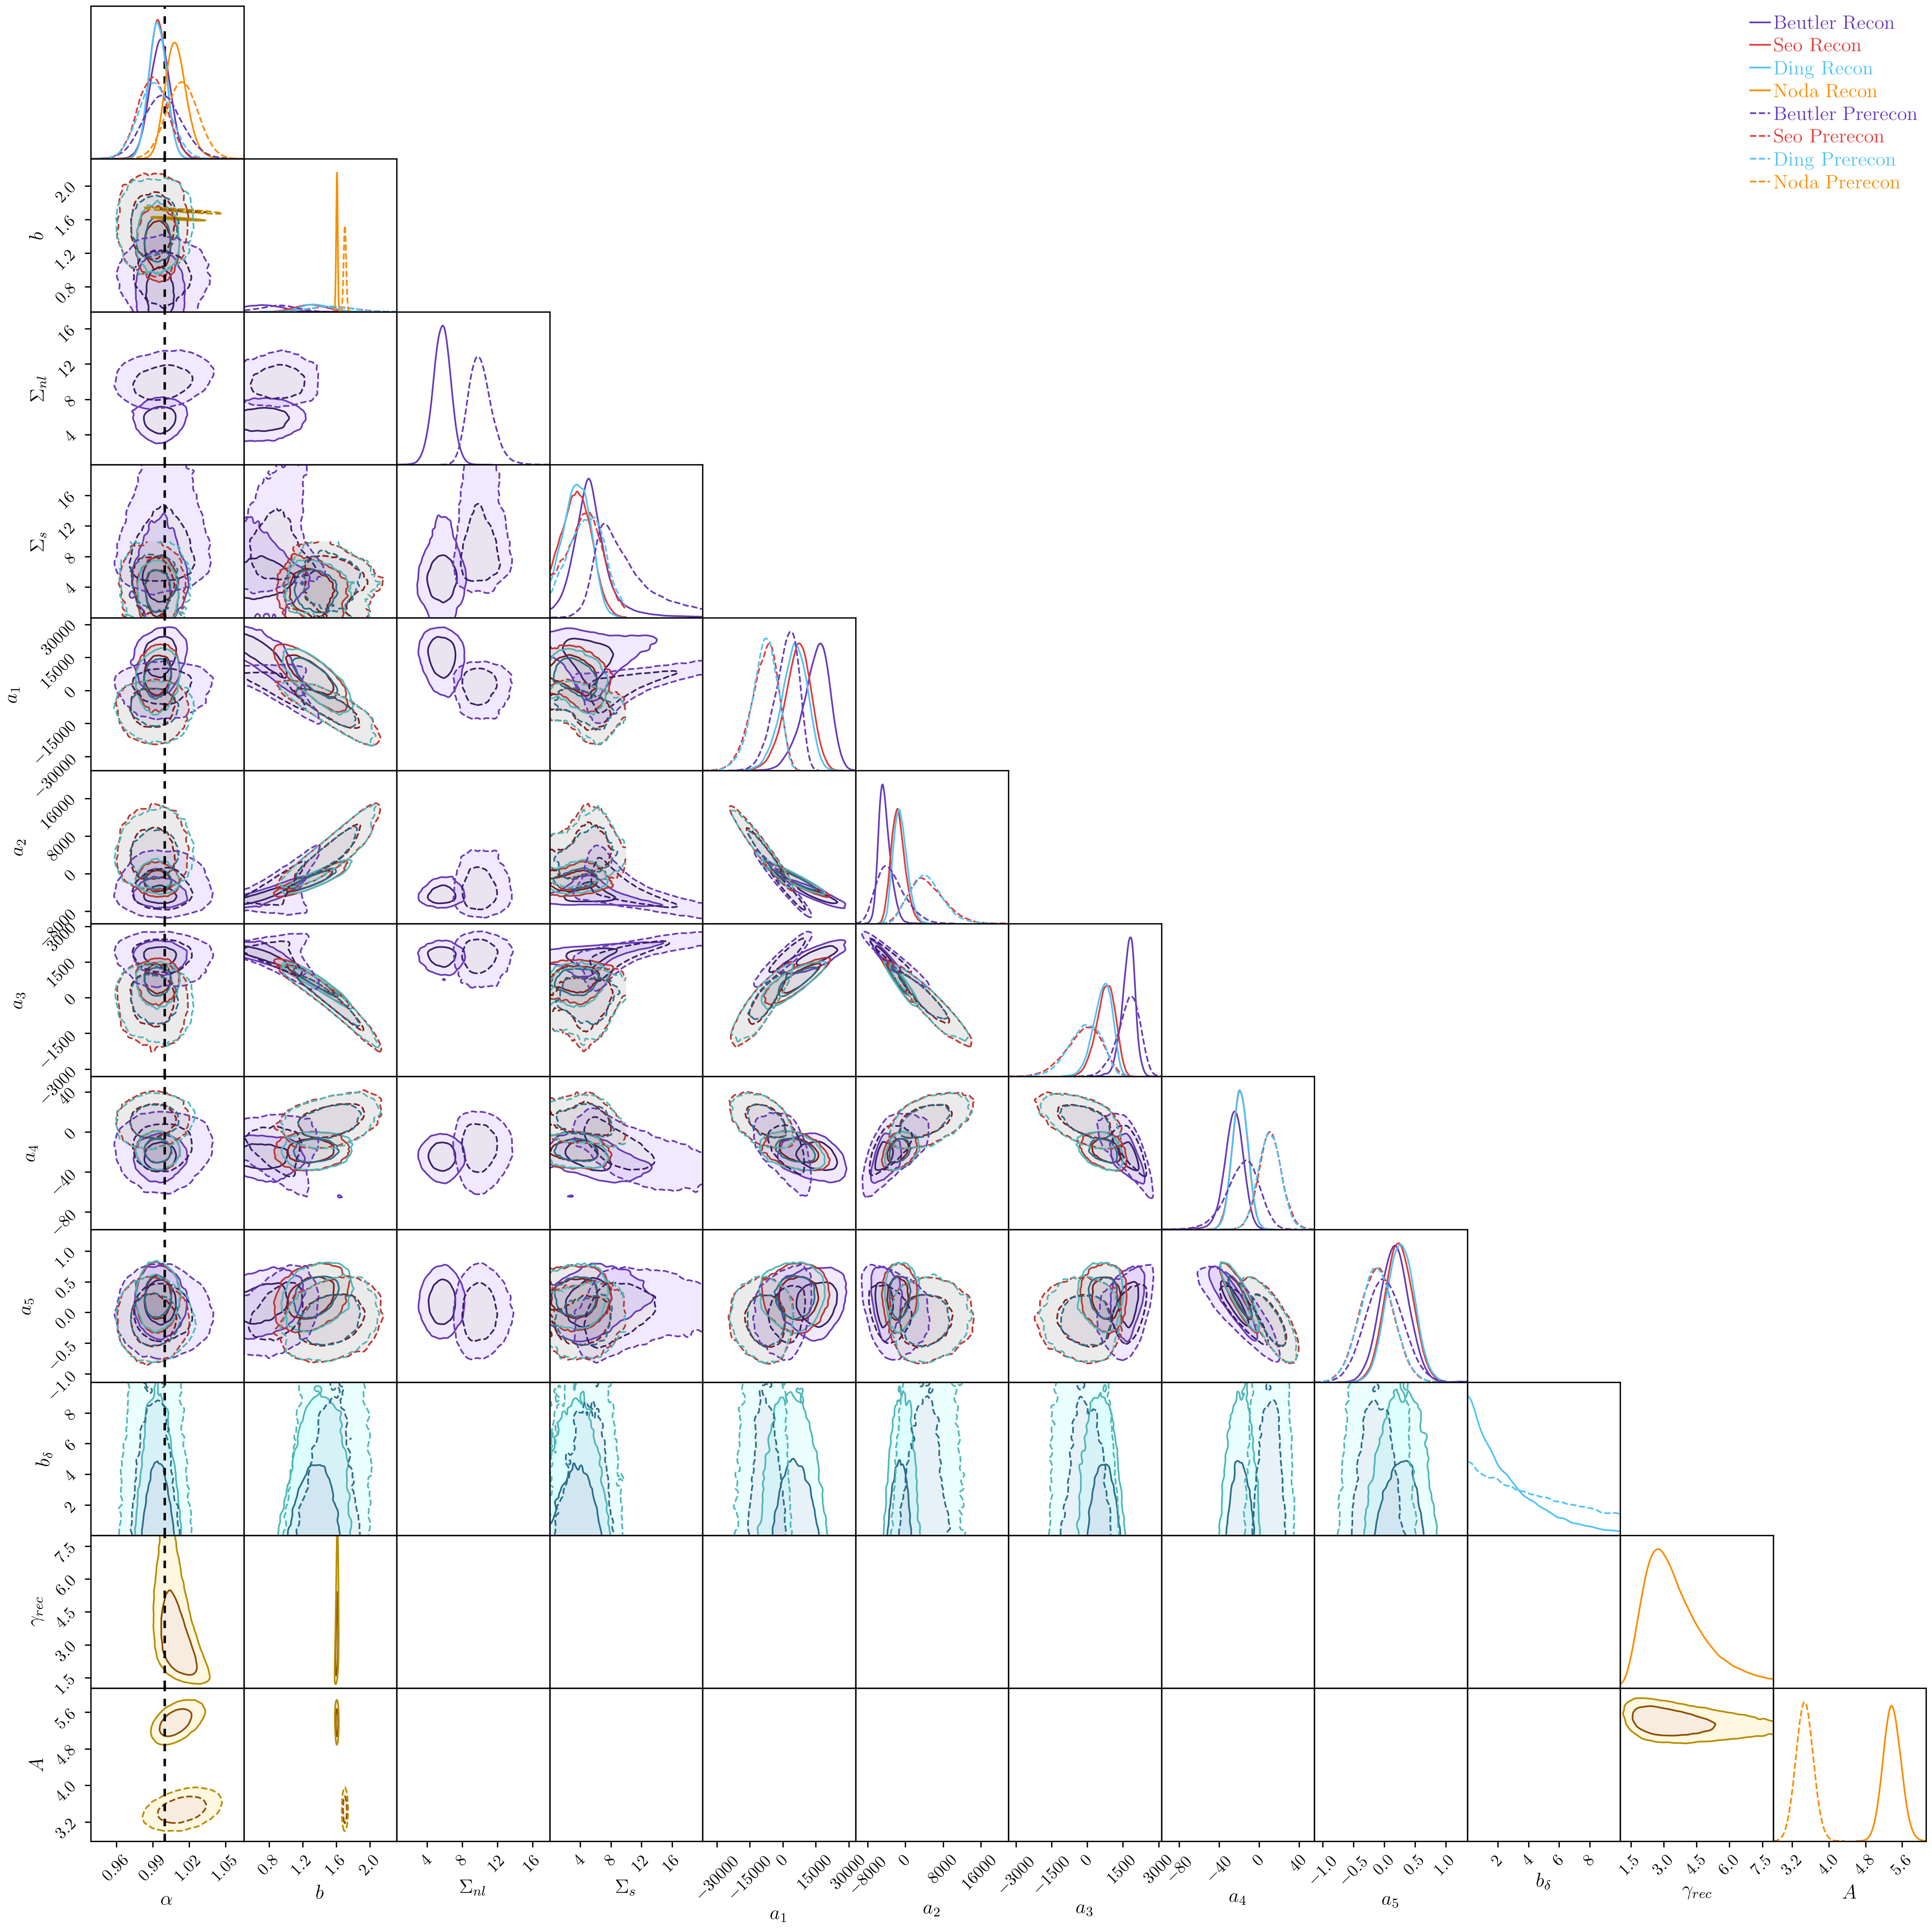 Beutler Recon
Seo Recon
Ding Recon
Noda Recon
Beutler Prerecon
Seo Prerecon
Ding Prerecon
Noda Prerecon
b
2.0
1.6
1.2
0.8
Σnl
16
12
8
4
Σs
16
12
8
4
a1
30000
15000
0
−15000
−30000
a2
16000
8000
0
−8000
a3
3000
1500
0
−1500
−3000
a4
40
0
−40
−80
a5
1.0
0.5
0.0
−0.5
−1.0
bδ
8
6
4
2
γrec
7.5
6.0
4.5
3.0
1.5
A
5.6
4.8
4.0
3.2
0.96 0.99 1.02 1.05
0.8 1.2 1.6 2.0
4 8 12 16
4 8 12 16
−30000 −15000 0 15000 30000
−8000 0 8000 16000
−3000 −1500 0 1500 3000
−80 −40 0 40
−1.0 −0.5 0.0 0.5 1.0
2 4 6 8
1.5 3.0 4.5 6.0 7.5
3.2 4.0 4.8 5.6
α b Σnl Σs a1 a2 a3 a4 a5 bδ γrec A